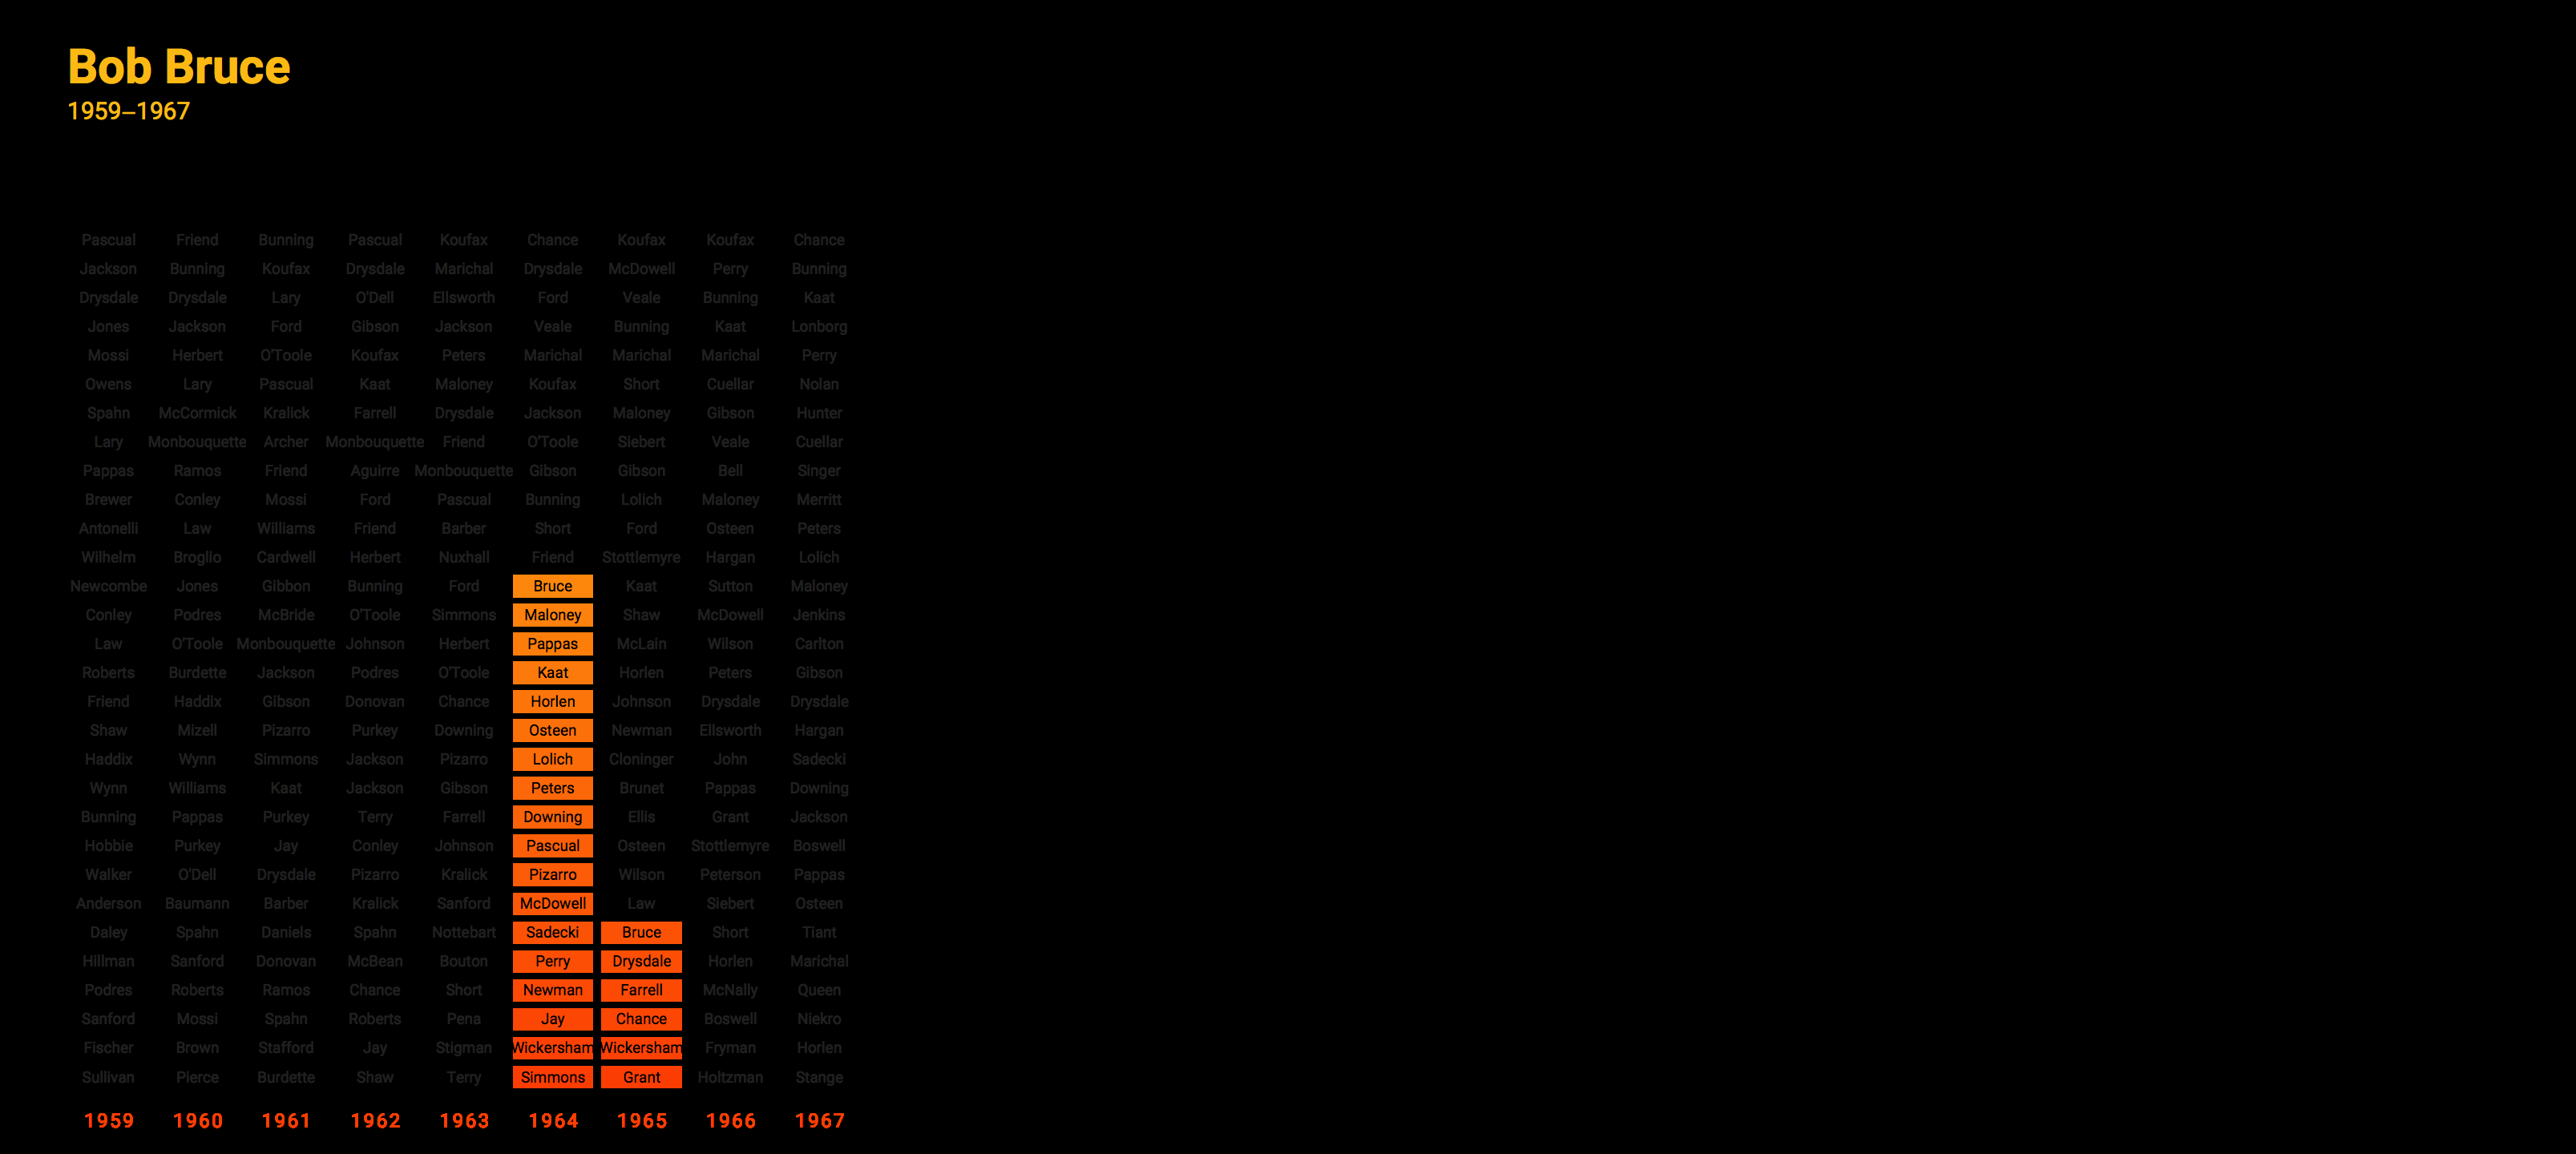 Bob Bruce
1959–1967
Pascual Friend Bunning Pascual Koufax Chance Koufax Koufax Chance
Jackson Bunning Koufax Drysdale Marichal Drysdale McDowell Perry Bunning
Drysdale Drysdale Lary O'Dell Ellsworth Ford Veale Bunning Kaat
Jones Jackson Ford Gibson Jackson Veale Bunning Kaat Lonborg
Mossi Herbert O'Toole Koufax Peters Marichal Marichal Marichal Perry
Owens Lary Pascual Kaat Maloney Koufax Short Cuellar Nolan
Spahn McCormick Kralick Farrell Drysdale Jackson Maloney Gibson Hunter
Lary Monbouquette Archer Monbouquette Friend O'Toole Siebert Veale Cuellar
Pappas Ramos Friend Aguirre Monbouquette Gibson Gibson Bell Singer
Brewer Conley Mossi Ford Pascual Bunning Lolich Maloney Merritt
Antonelli Law Williams Friend Barber Short Ford Osteen Peters
Wilhelm Broglio Cardwell Herbert Nuxhall Friend Stottlemyre Hargan Lolich
Newcombe Jones Gibbon Bunning Ford Bruce Kaat Sutton Maloney
Conley Podres McBride O'Toole Simmons Maloney Shaw McDowell Jenkins
Law O'Toole Monbouquette Johnson Herbert Pappas McLain Wilson Carlton
Roberts Burdette Jackson Podres O'Toole Kaat Horlen Peters Gibson
Friend Haddix Gibson Donovan Chance Horlen Johnson Drysdale Drysdale
Shaw Mizell Pizarro Purkey Downing Osteen Newman Ellsworth Hargan
Haddix Wynn Simmons Jackson Pizarro Lolich Cloninger John Sadecki
Wynn Williams Kaat Jackson Gibson Peters Brunet Pappas Downing
Bunning Pappas Purkey Terry Farrell Downing Ellis Grant Jackson
Hobbie Purkey Jay Conley Johnson Pascual Osteen Stottlemyre Boswell
Walker O'Dell Drysdale Pizarro Kralick Pizarro Wilson Peterson Pappas
Anderson Baumann Barber Kralick Sanford McDowell Law Siebert Osteen
Daley Spahn Daniels Spahn Nottebart Sadecki Bruce Short Tiant
Hillman Sanford Donovan McBean Bouton Perry Drysdale Horlen Marichal
Podres Roberts Ramos Chance Short Newman Farrell McNally Queen
Sanford Mossi Spahn Roberts Pena Jay Chance Boswell Niekro
Fischer Brown Stafford Jay Stigman Wickersham Wickersham Fryman Horlen
Sullivan Pierce Burdette Shaw Terry Simmons Grant Holtzman Stange
1959 1960 1961 1962 1963 1964 1965 1966 1967